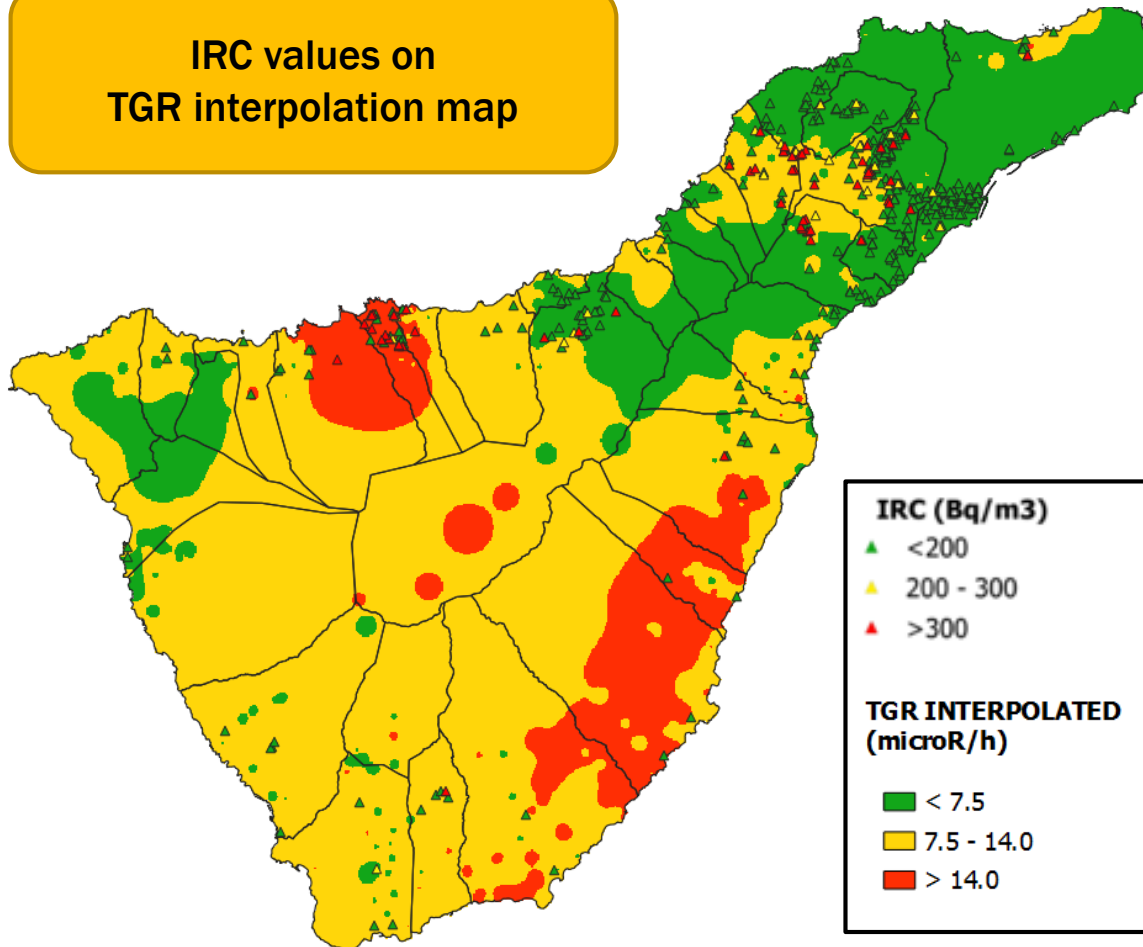 IRC values on
TGR interpolation map
IRC (Bq/m3)
<200
200 - 300
>300
TGR INTERPOLATED
(microR/h)
< 7.5
7.5 - 14.0
> 14.0